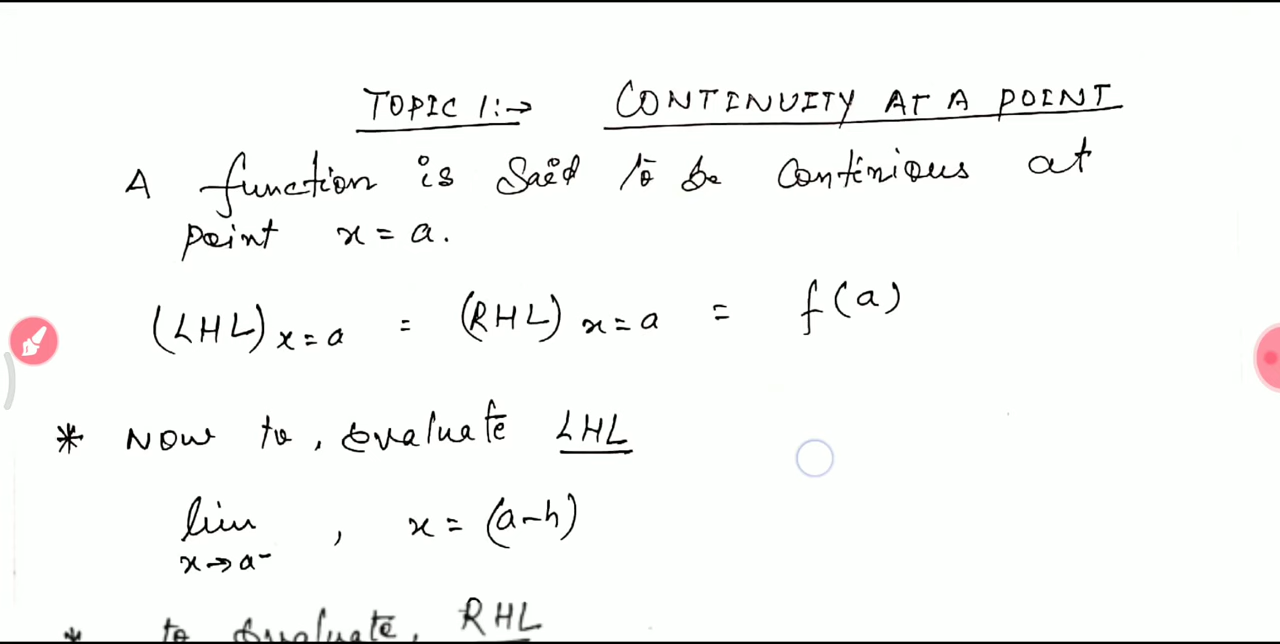 TOPIC 1:→ CONTINUITY AT A POINT
A function is said to be continious at
point x = a.
(LHL) x = a = (RHL) x = a = f(a)
* Now to, evaluate LHL
lim x→a⁻ , x = (a-h)
* to evaluate, RHL